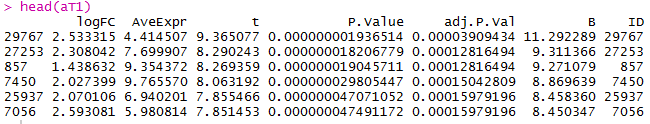 > head(aT1)
logFC AveExpr t P.Value adj.P.Val B ID
29767 2.533315 4.414507 9.365077 0.000000001936514 0.00003909434 11.292289 29767
27253 2.308042 7.699907 8.290243 0.000000018206779 0.00012816494 9.311366 27253
857 1.438632 9.354372 8.269359 0.000000019045711 0.00012816494 9.271079 857
7450 2.027399 9.765570 8.063192 0.000000029805447 0.00015042809 8.869639 7450
25937 2.070106 6.940201 7.855466 0.000000047071052 0.00015979196 8.458360 25937
7056 2.593081 5.980814 7.851453 0.000000047491172 0.00015979196 8.450347 7056